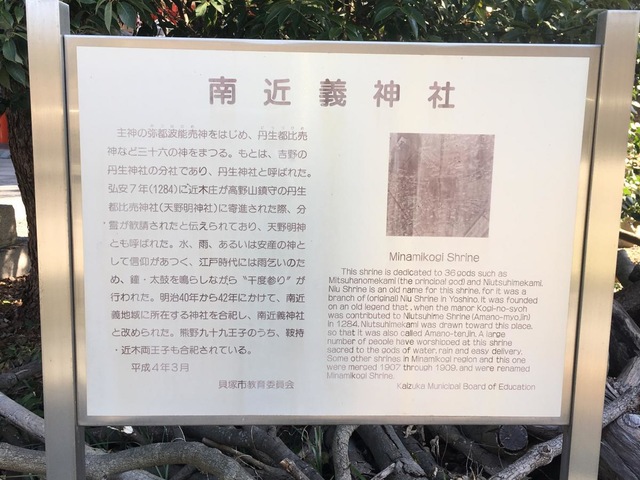 南近義神社
主神の弥都波能売神をはじめ、丹生都比売
神など三十六の神をまつる。もとは、吉野の
丹生神社の分社であり、丹生神社と呼ばれた。
弘安7年(1284)に近木庄が高野山鎮守の丹生
都比売神社(天野明神社)に寄進された際、分
霊が勧請されたと伝えられており、天野明神
とも呼ばれた。水、雨、あるいは安産の神と
して信仰があつく、江戸時代には雨乞いのた
め、鐘・太鼓を鳴らしながら〝千度参り〞が
行われた。明治40年から42年にかけて、南近
義地域に所在する神社を合祀し、南近義神社
と改められた。熊野九十九王子のうち、鞍持
・近木両王子も合祀されている。
平成4年3月
貝塚市教育委員会
Minamikogi Shrine
This shrine is dedicated to 36 gods such as
Mitsuhanomekami (the principal god) and Niutsuhimekami.
Niu Shrine is an old name for this shrine, for it was a
branch of (original) Niu Shrine in Yoshino. It was founded
on an old legend that, when the manor Kogi-no-syoh
was contributed to Niutsuhime Shrine (Amano-myojin)
in 1284, Niutsuhimekami was drawn toward this place,
so that it was also called Amano-terjin. A large
number of people have worshipped at this shrine
sacred to the gods of water, rain and easy delivery.
Some other shrines in Minamikogi region and this one
were merged 1907 through 1909, and were renamed
Minamikogi Shrine.
Kaizuka Municipal Board of Education